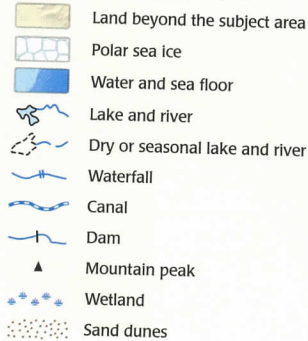 Land beyond the subject area
Polar sea ice
Water and sea floor
Lake and river
Dry or seasonal lake and river
Waterfall
Canal
Dam
Mountain peak
Wetland
Sand dunes